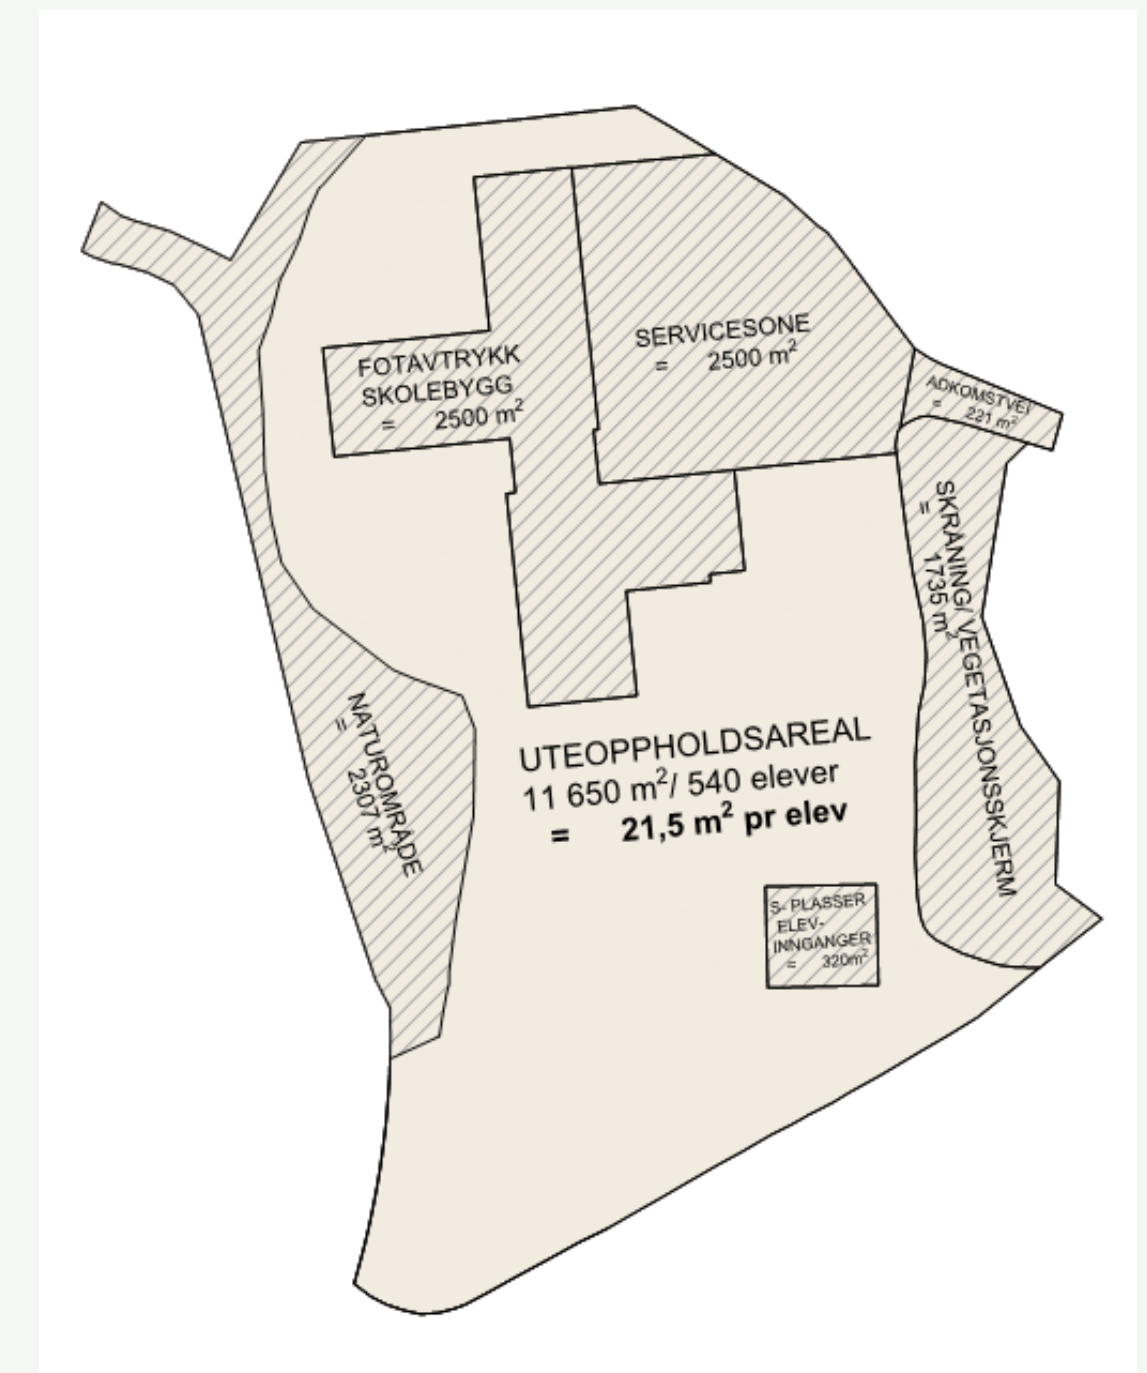 SERVICESONE
= 2500 m²
FOTAVTRYKK
SKOLEBYGG
= 2500 m²
ADKOMSTVEI
= 221 m²
SKRÅNING/ VEGETASJONSSKJERM
= 1735 m²
NATUROMRÅDE
= 2307 m²
UTEOPPHOLDSAREAL
11 650 m²/ 540 elever
= 21,5 m² pr elev
S- PLASSER
ELEV-
INNGANGER
= 320m²